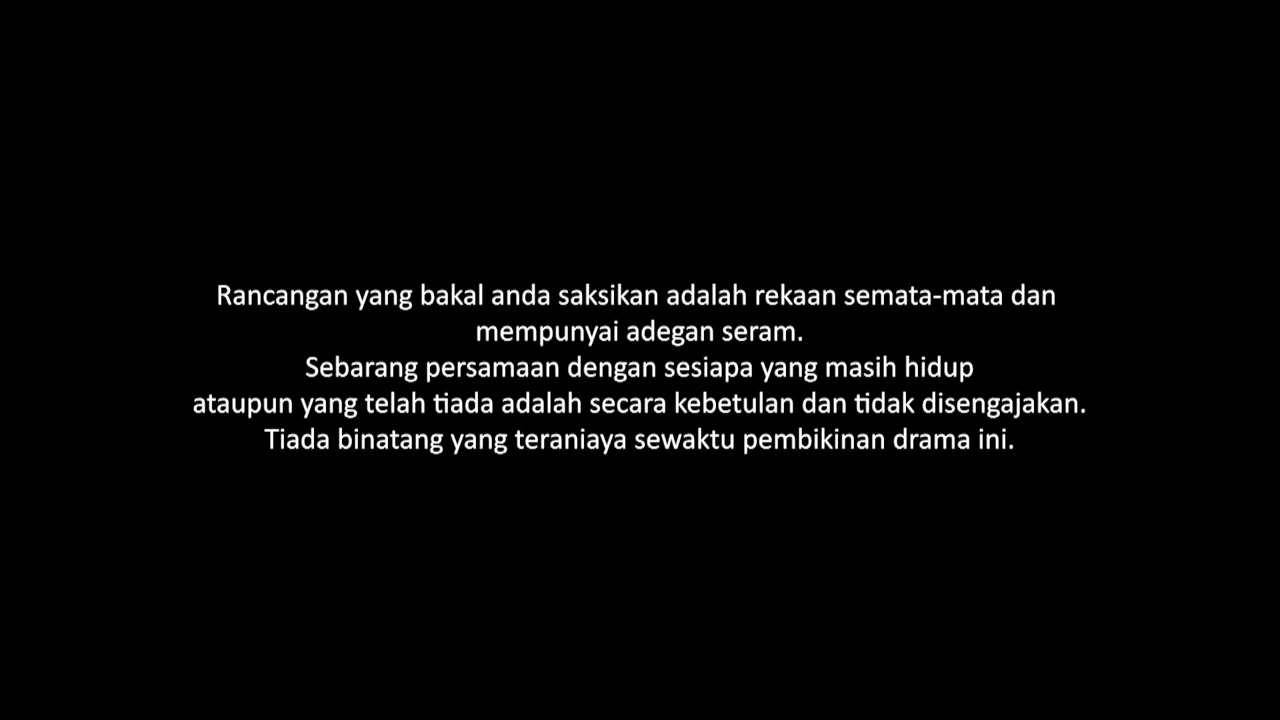 Rancangan yang bakal anda saksikan adalah rekaan semata-mata dan
mempunyai adegan seram.
Sebarang persamaan dengan sesiapa yang masih hidup
ataupun yang telah tiada adalah secara kebetulan dan tidak disengajakan.
Tiada binatang yang teraniaya sewaktu pembikinan drama ini.